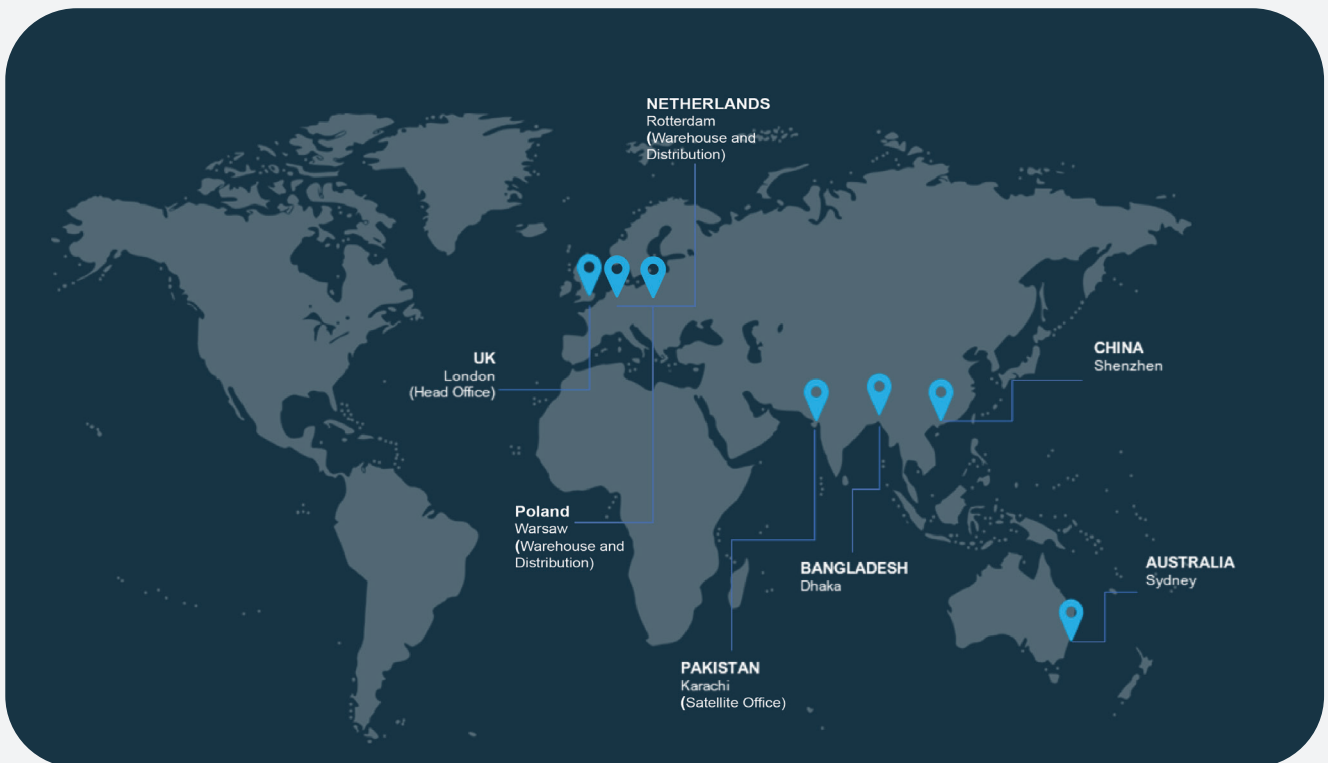 NETHERLANDS
Rotterdam
(Warehouse and
Distribution)
UK
London
(Head Office)
CHINA
Shenzhen
Poland
Warsaw
(Warehouse and
Distribution)
BANGLADESH
Dhaka
AUSTRALIA
Sydney
PAKISTAN
Karachi
(Satellite Office)